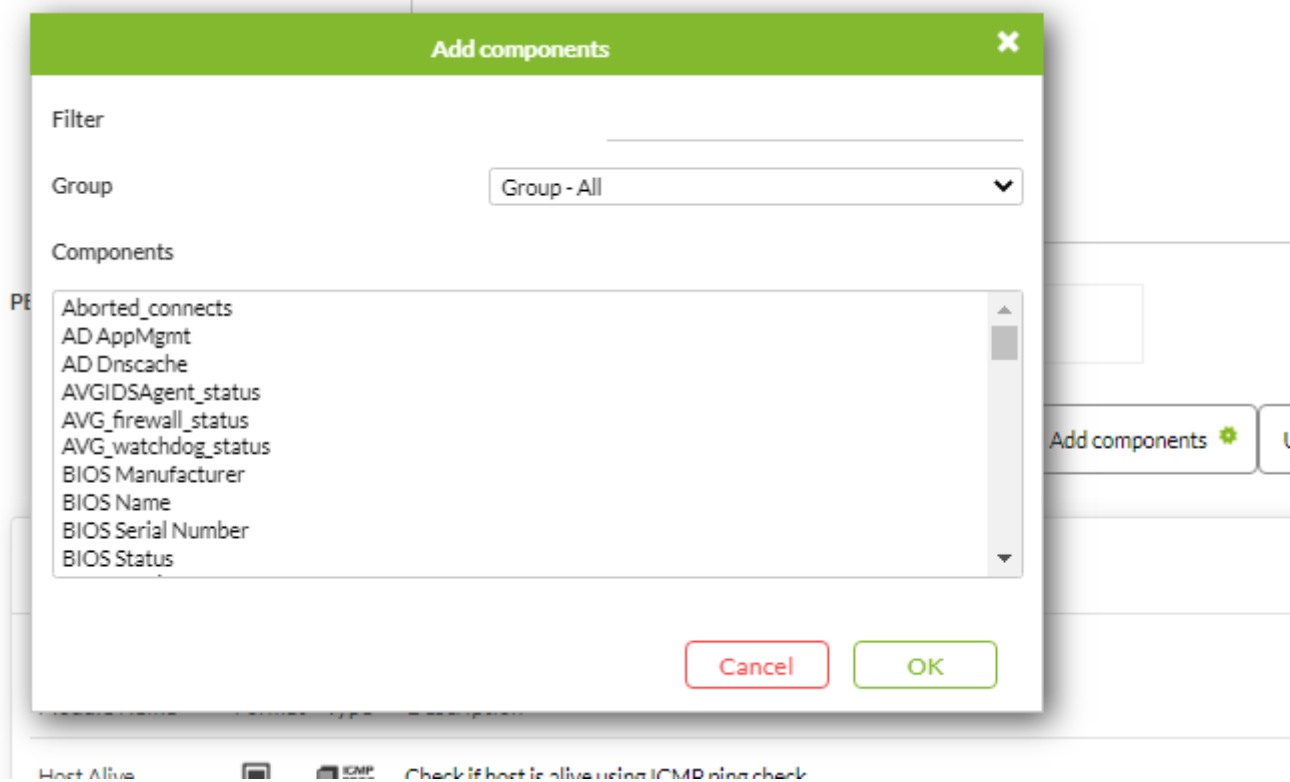 Add components
Filter
Group
Group - All
Components
Aborted_connects
AD AppMgmt
AD Dnscache
AVGIDSAgent_status
AVG_firewall_status
AVG_watchdog_status
BIOS Manufacturer
BIOS Name
BIOS Serial Number
BIOS Status
Add components
Cancel
OK
Host Alive ICMP Check if host is alive using ICMP ping check